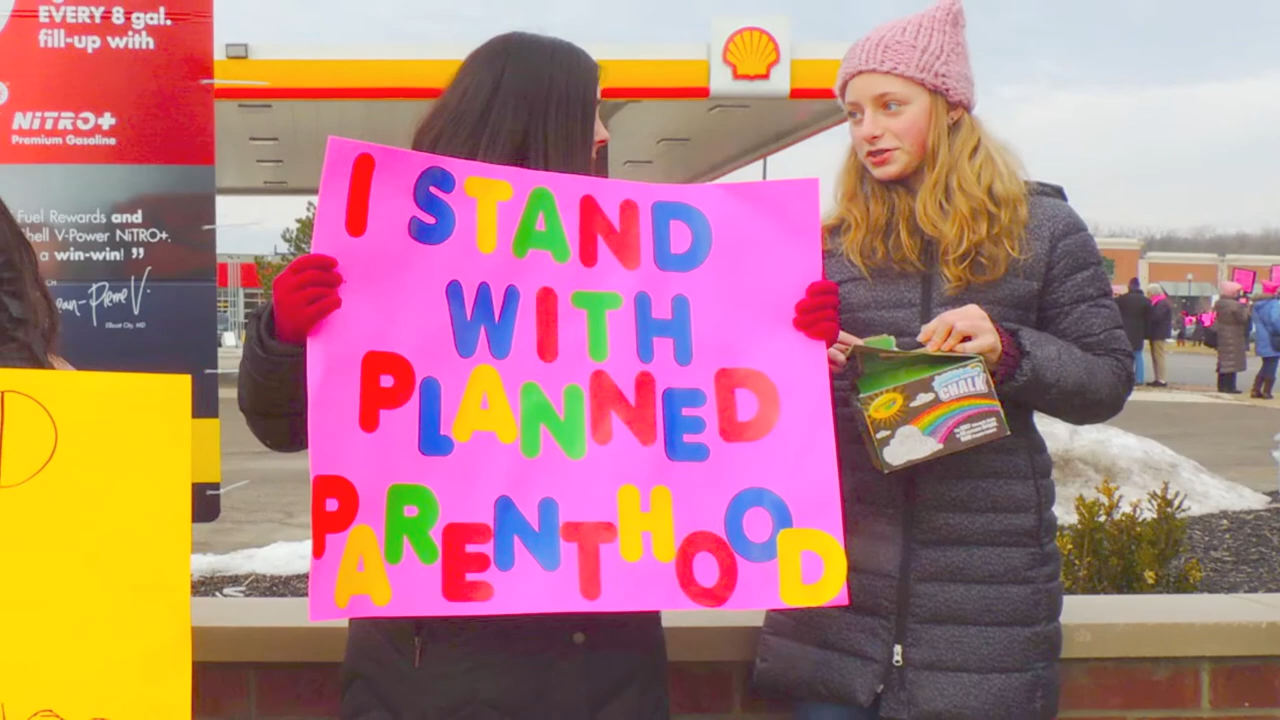 EVERY 8 gal.
fill-up with
NiTRO+
Premium Gasoline
Fuel Rewards and
Shell V-Power NiTRO+.
a win-win! ”
I STAND
WITH
PLANNED
PARENTHOOD
CHALK